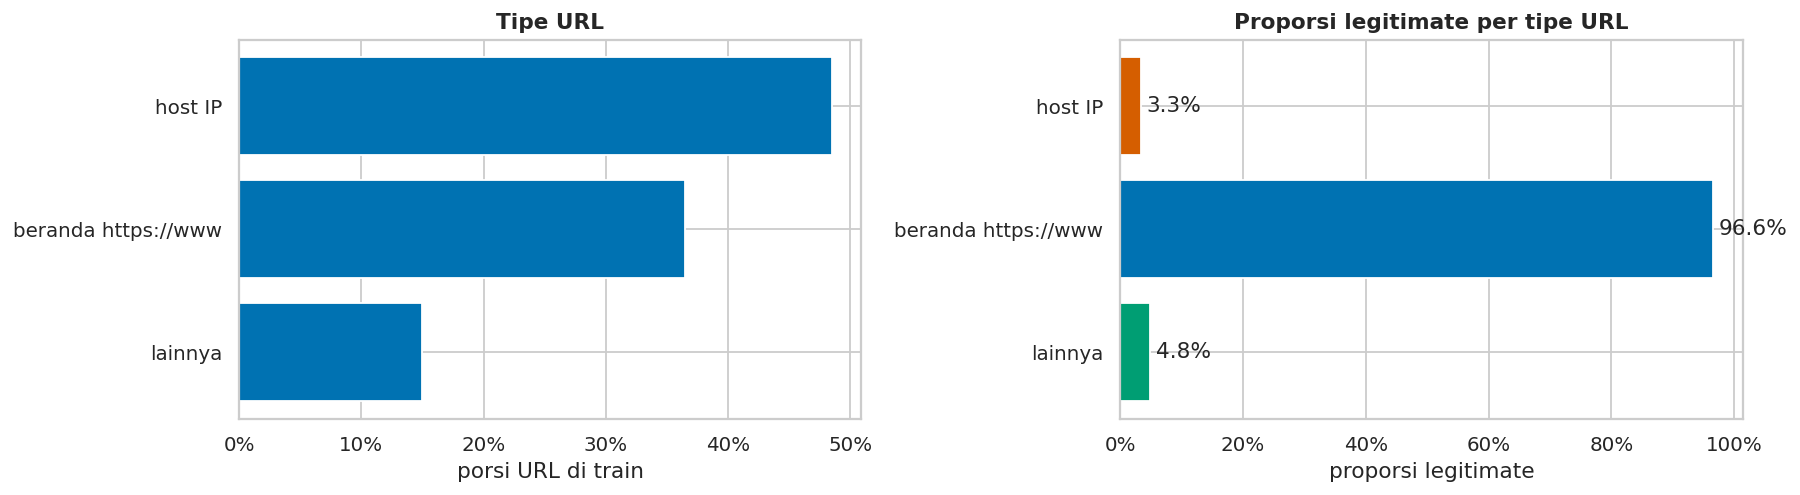 Tipe URL
host IP
beranda https://www
lainnya
0% 10% 20% 30% 40% 50%
porsi URL di train
Proporsi legitimate per tipe URL
host IP
3.3%
beranda https://www
96.6%
lainnya
4.8%
0% 20% 40% 60% 80% 100%
proporsi legitimate